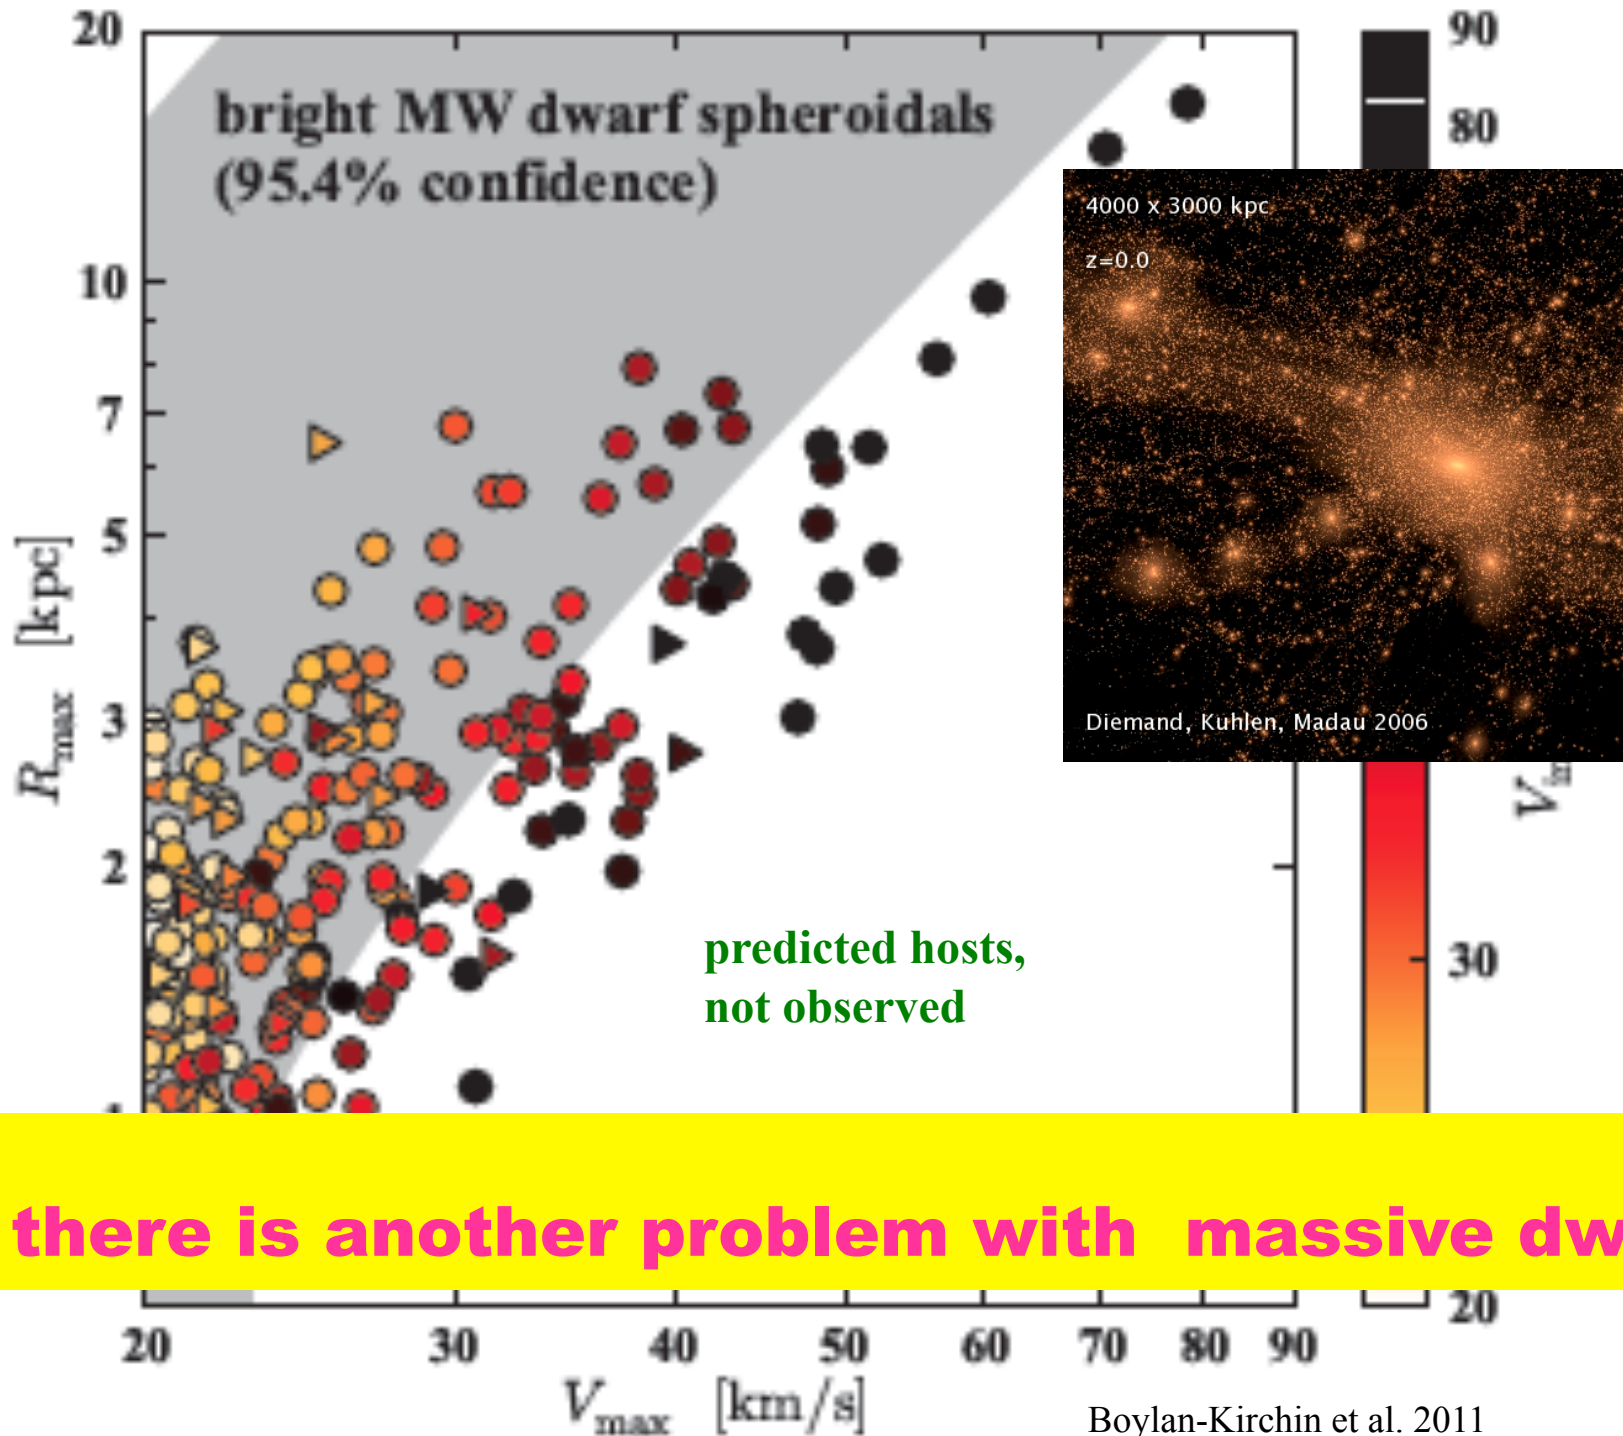 20
10
7
5
3
2
R_max [kpc]
bright MW dwarf spheroidals
(95.4% confidence)
predicted hosts,
not observed
4000 x 3000 kpc
z=0.0
Diemand, Kuhlen, Madau 2006
90
80
30
20
there is another problem with massive
20 30 40 50 60 70 80 90
V_max [km/s]
Boylan-Kirchin et al. 2011